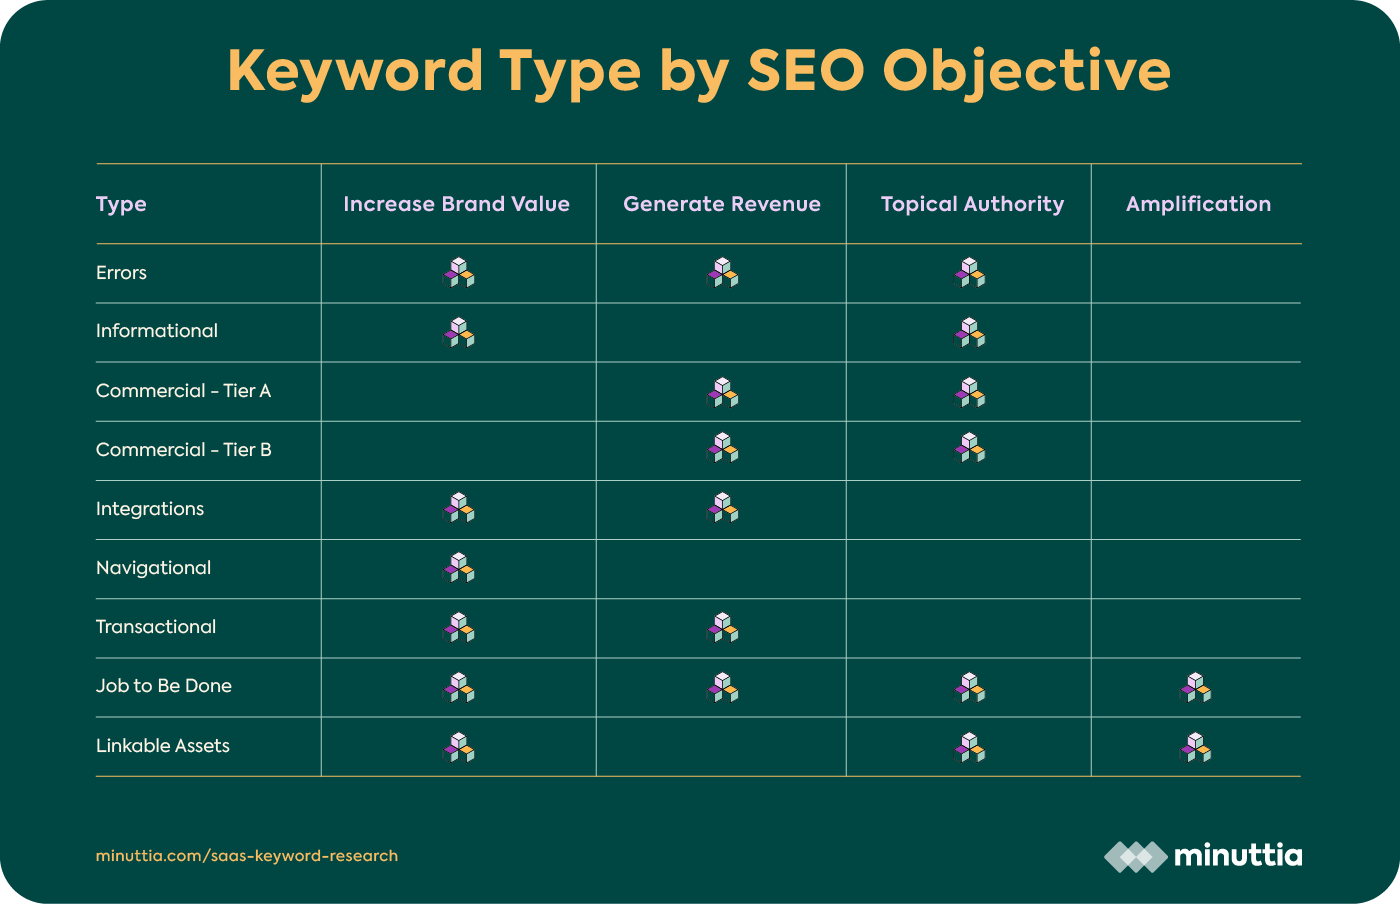 Keyword Type by SEO Objective
Type Increase Brand Value Generate Revenue Topical Authority Amplification
Errors
Informational
Commercial - Tier A
Commercial - Tier B
Integrations
Navigational
Transactional
Job to Be Done
Linkable Assets
minuttia.com/saas-keyword-research minuttia